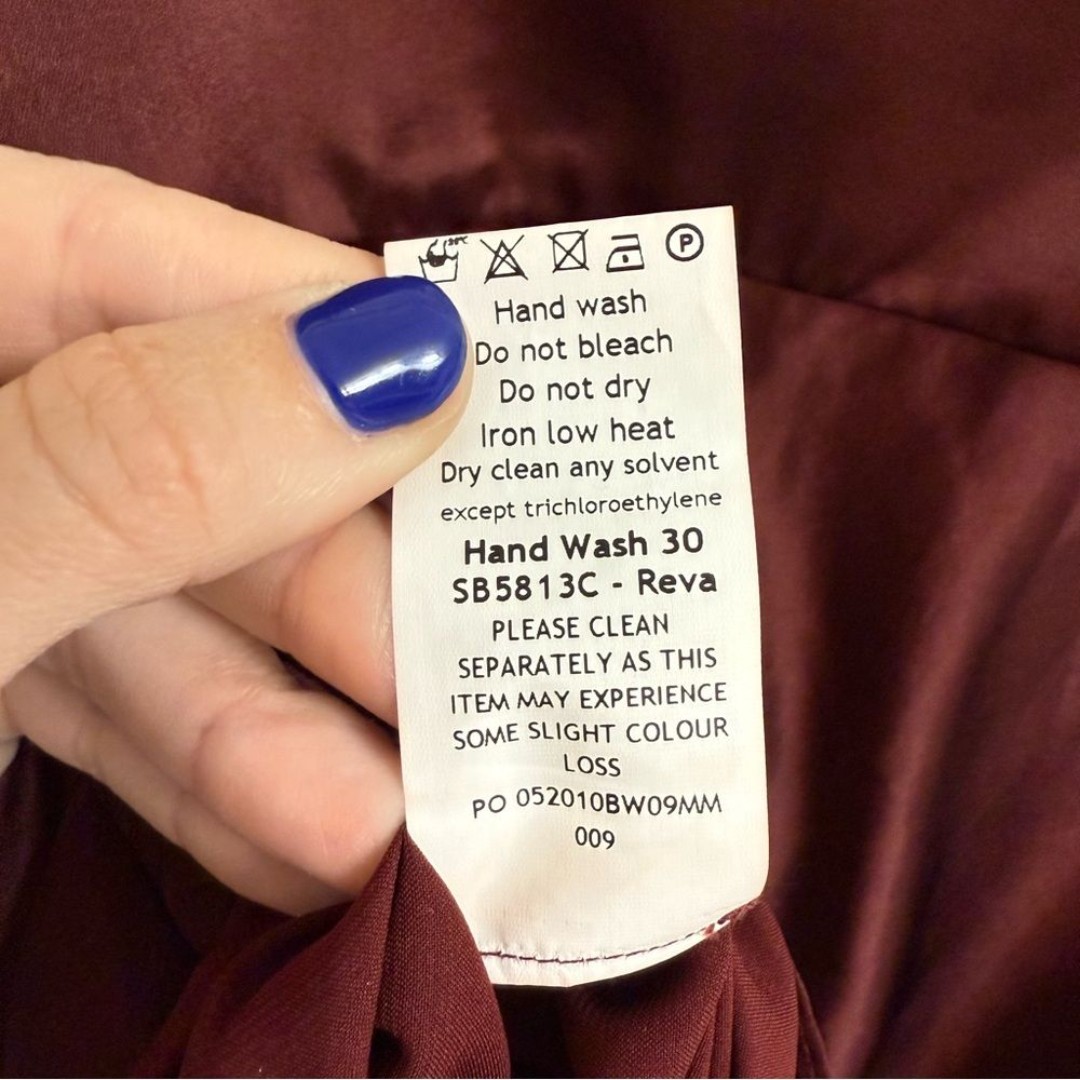 30°C
P
Hand wash
Do not bleach
Do not dry
Iron low heat
Dry clean any solvent
except trichloroethylene
Hand Wash 30
SB5813C - Reva
PLEASE CLEAN
SEPARATELY AS THIS
ITEM MAY EXPERIENCE
SOME SLIGHT COLOUR
LOSS
PO 052010BW09MM
009